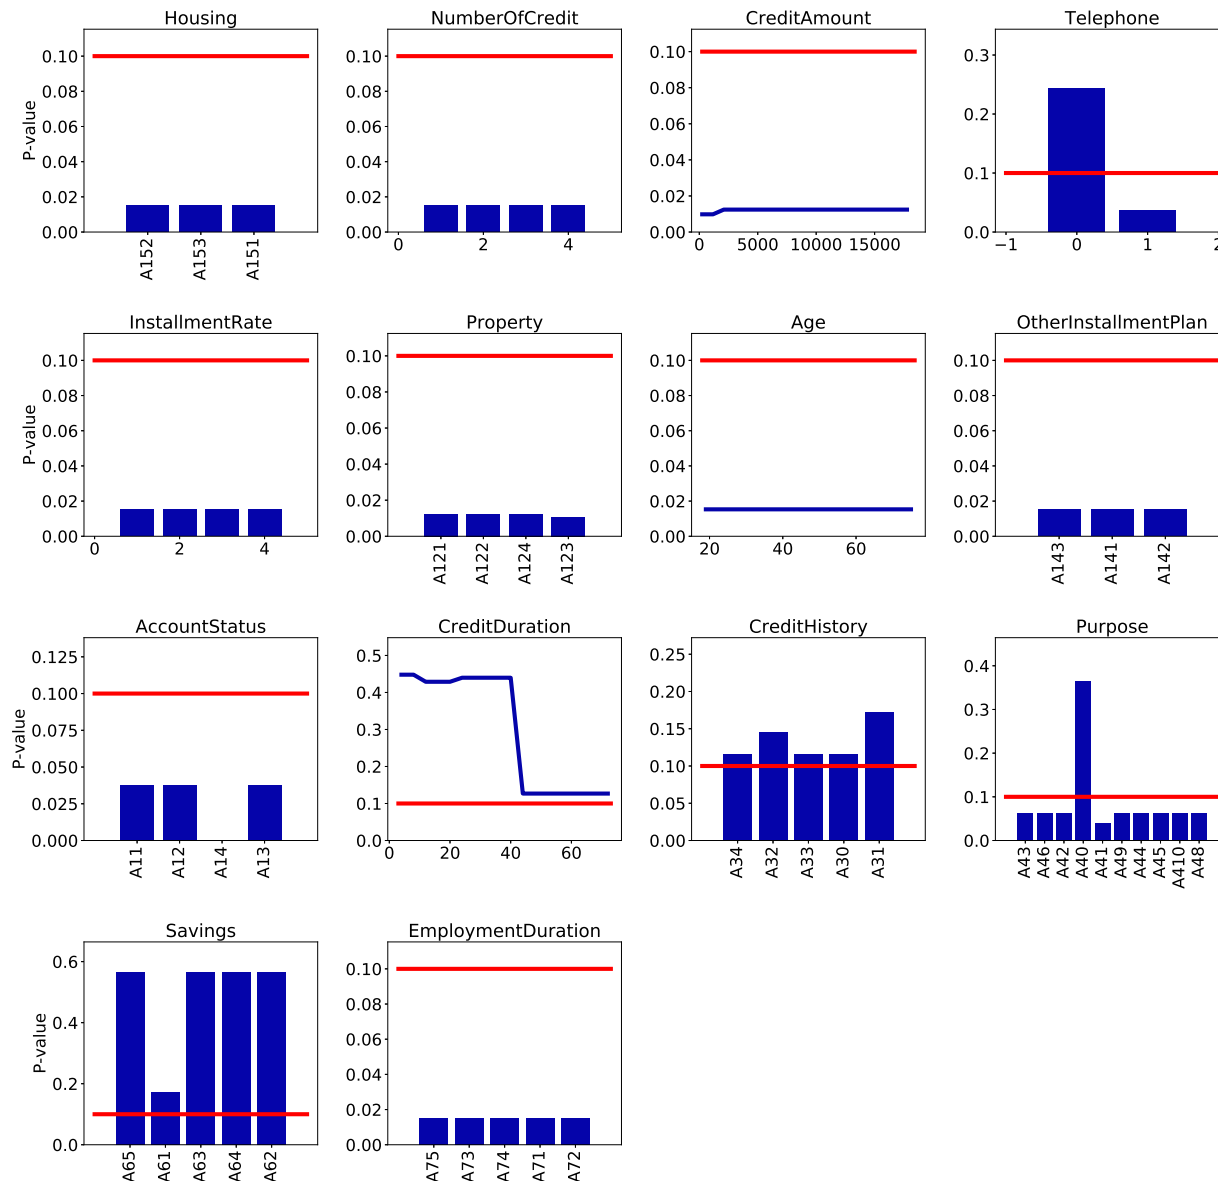 Housing
0.10
0.08
0.06
0.04
0.02
0.00
P-value
A152 A153 A151
NumberOfCredit
0.10
0.08
0.06
0.04
0.02
0.00
0 2 4
CreditAmount
0.10
0.08
0.06
0.04
0.02
0.00
0 5000 10000 15000
Telephone
0.3
0.2
0.1
0.0
−1 0 1 2
InstallmentRate
0.10
0.08
0.06
0.04
0.02
0.00
P-value
0 2 4
Property
0.10
0.08
0.06
0.04
0.02
0.00
A121 A122 A124 A123
Age
0.10
0.08
0.06
0.04
0.02
0.00
20 40 60
OtherInstallmentPlan
0.10
0.08
0.06
0.04
0.02
0.00
A143 A141 A142
AccountStatus
0.125
0.100
0.075
0.050
0.025
0.000
P-value
A11 A12 A14 A13
CreditDuration
0.5
0.4
0.3
0.2
0.1
0.0
0 20 40 60
CreditHistory
0.25
0.20
0.15
0.10
0.05
0.00
A34 A32 A33 A30 A31
Purpose
0.4
0.3
0.2
0.1
0.0
A43 A46 A42 A40 A41 A49 A44 A45 A410 A48
Savings
0.6
0.4
0.2
0.0
P-value
A65 A61 A63 A64 A62
EmploymentDuration
0.10
0.08
0.06
0.04
0.02
0.00
A75 A73 A74 A71 A72